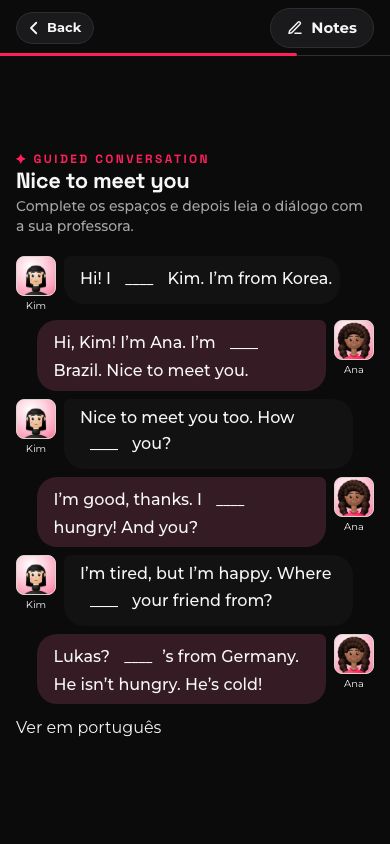 Back
Notes
GUIDED CONVERSATION
Nice to meet you
Complete os espaços e depois leia o diálogo com
a sua professora.
Hi! I ___ Kim. I’m from Korea.
Kim
Hi, Kim! I’m Ana. I’m ___
Brazil. Nice to meet you.
Ana
Nice to meet you too. How
___ you?
Kim
I’m good, thanks. I ___
hungry! And you?
Ana
I’m tired, but I’m happy. Where
___ your friend from?
Kim
Lukas? ___ ’s from Germany.
He isn’t hungry. He’s cold!
Ana
Ver em português